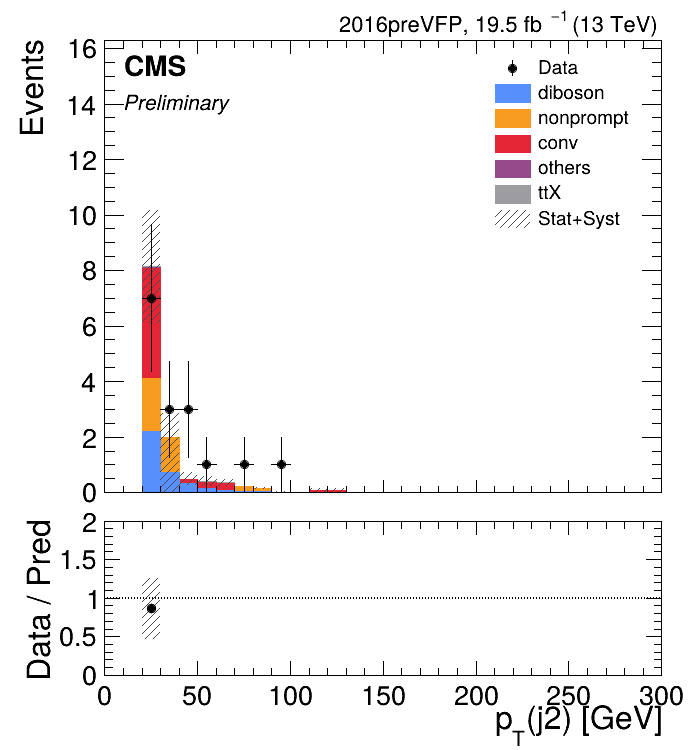 2016preVFP, 19.5 fb⁻¹ (13 TeV)
CMS
Preliminary
Events
16
14
12
10
8
6
4
2
0
Data
diboson
nonprompt
conv
others
ttX
Stat+Syst
Data / Pred
2
1.5
1
0.5
0
0 50 100 150 200 250 300
p_T(j2) [GeV]